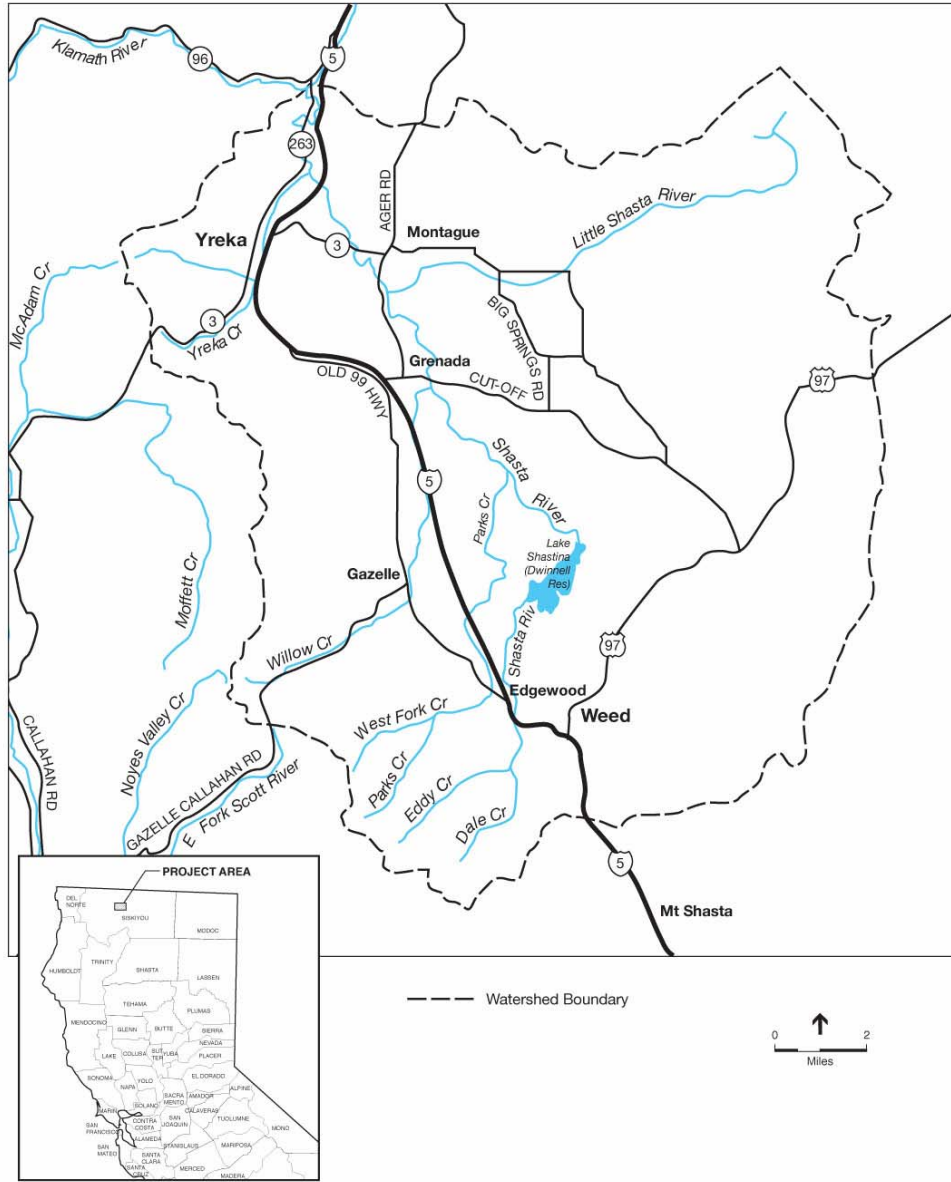 Klamath River
96
5
263
AGER RD
Little Shasta River
Yreka
3
Montague
McAdam Cr
3
Yreka Cr
BIG SPRINGS RD
Grenada
OLD 99 HWY
CUT-OFF
97
Shasta
River
5
Parks Cr
Lake
Shastina
(Dwinnell
Res)
Moffett Cr
Gazelle
Shasta Riv
Willow Cr
97
Edgewood
Weed
West Fork Cr
Noyes Valley Cr
CALLAHAN RD
Parks Cr
Eddy Cr
Dale Cr
GAZELLE CALLAHAN RD
E Fork Scott River
5
Mt Shasta
PROJECT AREA
DEL
NORTE
SISKIYOU
MODOC
HUMBOLDT
TRINITY
SHASTA
LASSEN
TEHAMA
PLUMAS
MENDOCINO
GLENN
BUTTE
SIERRA
NEVADA
LAKE
COLUSA
SUT
TER
YUBA
PLACER
SONOMA
NAPA
YOLO
EL DORADO
ALPINE
SACRA
MENTO
AMADOR
SOLANO
CALAVERAS
MARIN
CONTRA
COSTA
SAN
JOAQUIN
TUOLUMNE
MONO
SAN
FRANCISCO
ALAMEDA
STANISLAUS
MARIPOSA
SAN
MATEO
SANTA
CLARA
SANTA
CRUZ
MERCED
MADERA
Watershed Boundary
0 2
Miles